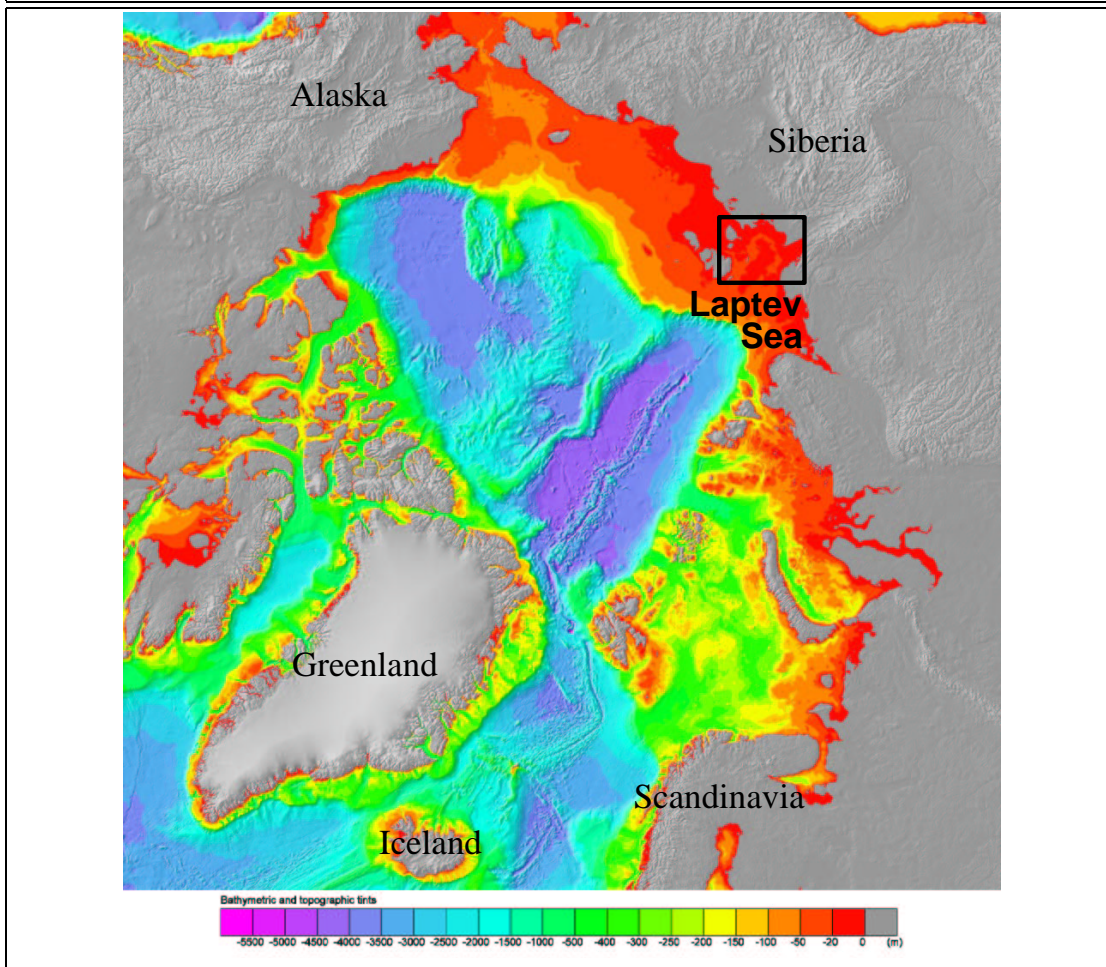 Alaska
Siberia
Laptev
Sea
Greenland
Scandinavia
Iceland
Bathymetric and topographic tints
-5500 -5000 -4500 -4000 -3500 -3000 -2500 -2000 -1500 -1000 -500 -400 -300 -250 -200 -150 -100 -50 -20 0 (m)